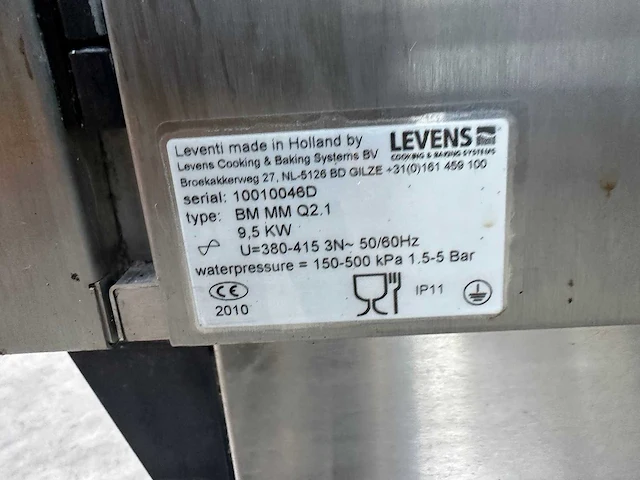 Leventi made in Holland by
LEVENS
Levens Cooking & Baking Systems BV
COOKING & BAKING SYSTEMS
Broekakkerweg 27, NL-5126 BD GILZE +31(0)161 459 100
serial: 10010046D
type: BM MM Q2.1
9,5 KW
U=380-415 3N~ 50/60Hz
waterpressure = 150-500 kPa 1.5-5 Bar
CE
IP11
2010